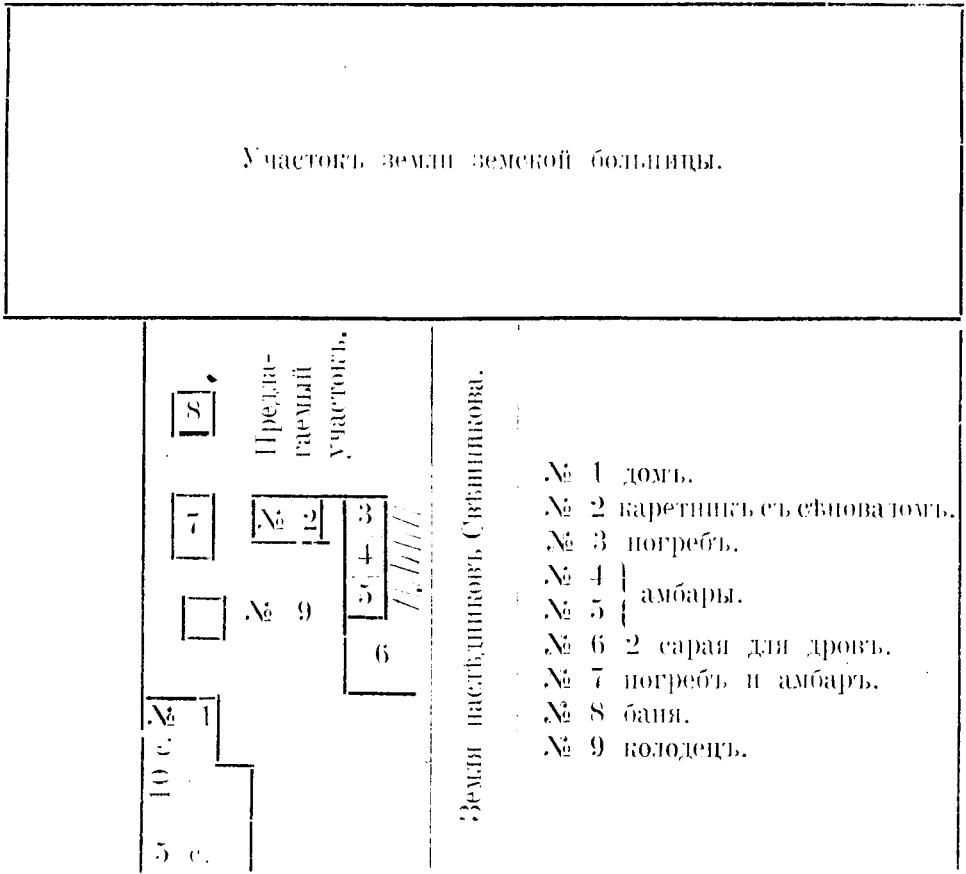 Участокъ земли земской больницы.
Предла-
гаемый
участокъ.
8
7
№ 2
3
4
5
6
№ 9
№ 1
10 с.
5 с.
Земля наслѣдниковъ Свѣшникова.
№ 1 домъ.
№ 2 каретникъ съ сѣноваломъ.
№ 3 погребъ.
№ 4
№ 5 } амбары.
№ 6 2 сарая для дровъ.
№ 7 погребъ и амбаръ.
№ 8 баня.
№ 9 колодецъ.